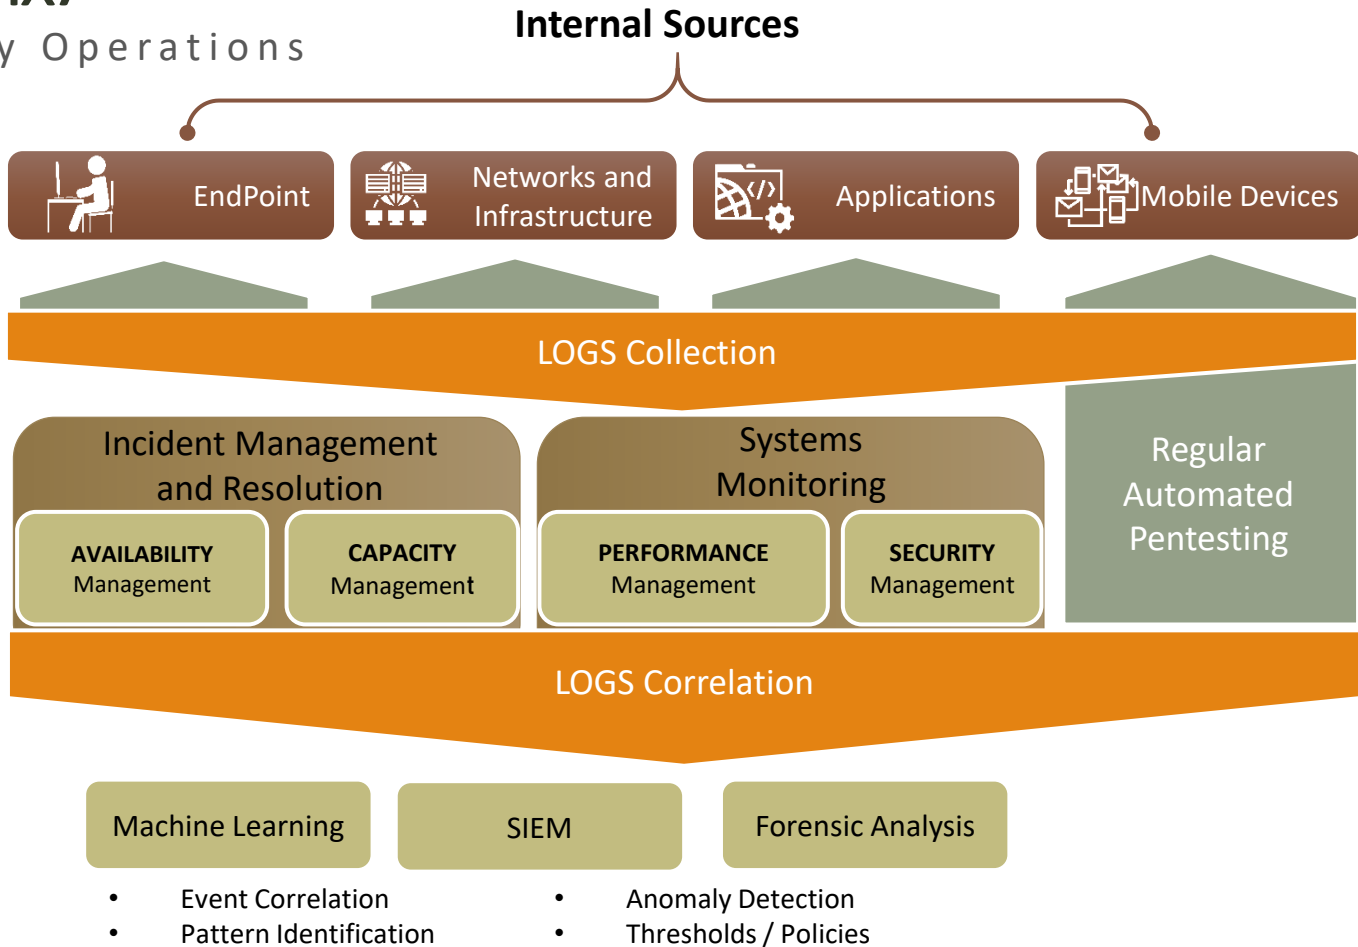 Internal Sources
y Operations
EndPoint
Networks and
Infrastructure
Applications
Mobile Devices
LOGS Collection
Incident Management
and Resolution
Systems
Monitoring
Regular
Automated
Pentesting
AVAILABILITY
Management
CAPACITY
Management
PERFORMANCE
Management
SECURITY
Management
LOGS Correlation
Machine Learning
SIEM
Forensic Analysis
• Event Correlation
• Pattern Identification
• Anomaly Detection
• Thresholds / Policies